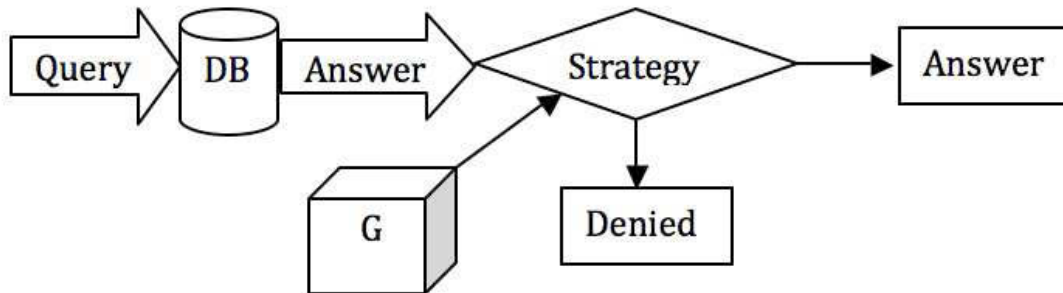 Query
DB
Answer
Strategy
Answer
G
Denied